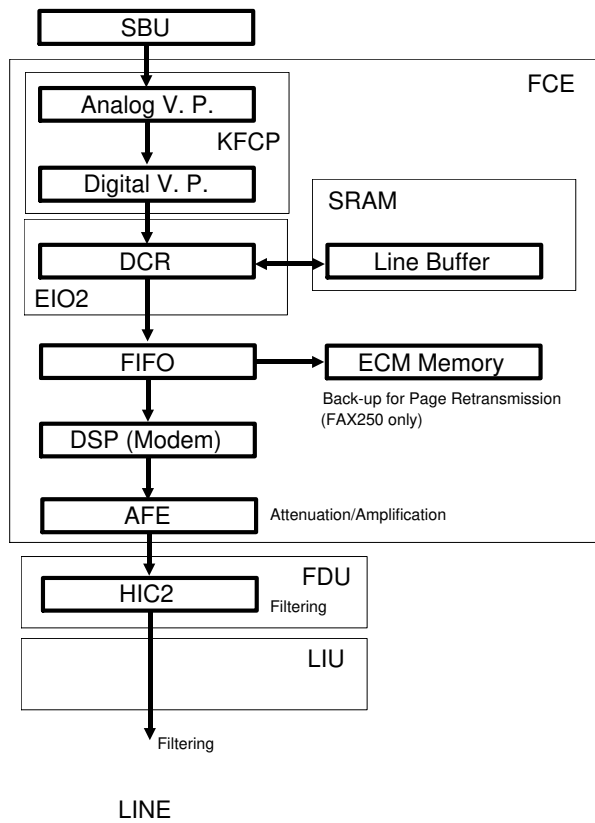 SBU
FCE
Analog V. P.
KFCP
Digital V. P.
SRAM
DCR
Line Buffer
EIO2
FIFO
ECM Memory
Back-up for Page Retransmission
(FAX250 only)
DSP (Modem)
AFE
Attenuation/Amplification
FDU
HIC2
Filtering
LIU
Filtering
LINE